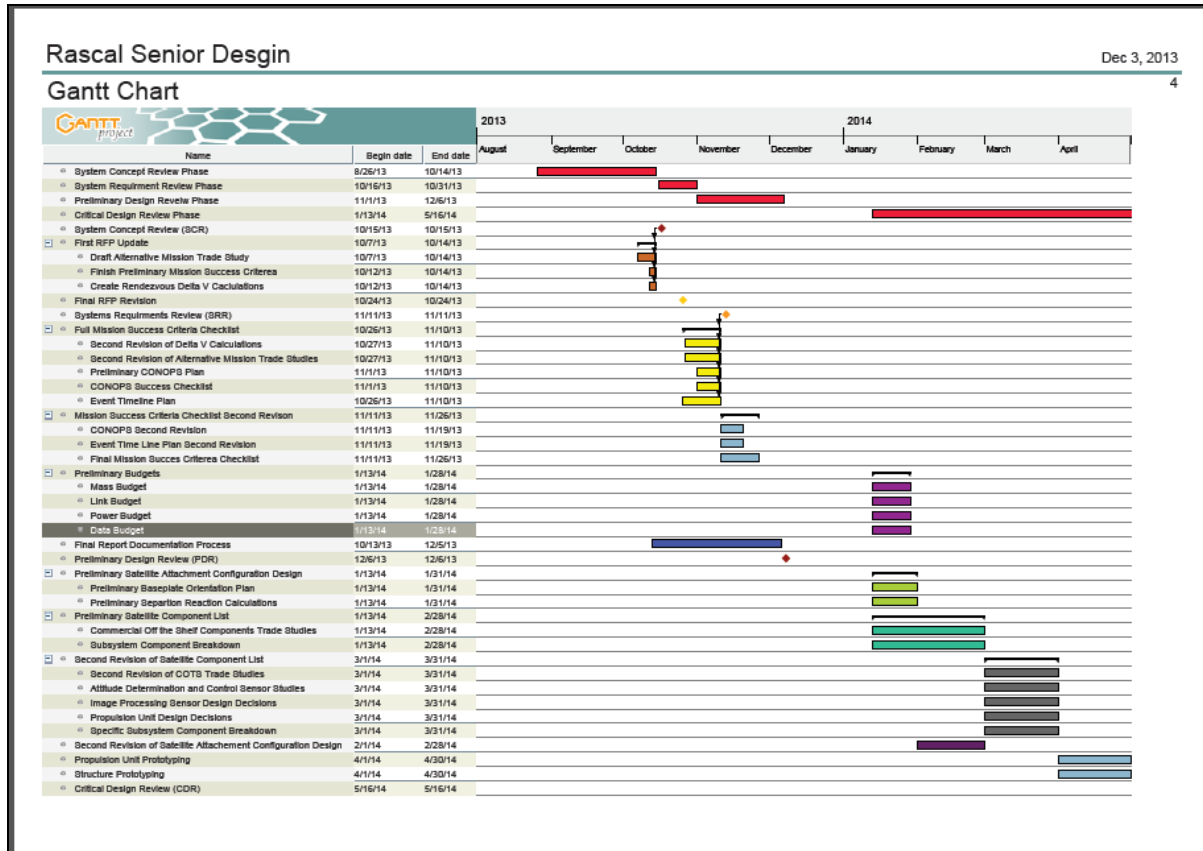 Rascal Senior Desgin
Dec 3, 2013
Gantt Chart
4
GANTT project
2013 2014
Name Begin date End date August September October November December January February March April
System Concept Review Phase 8/26/13 10/14/13
System Requirment Review Phase 10/16/13 10/31/13
Preliminary Design Reveiw Phase 11/1/13 12/6/13
Critical Design Review Phase 1/13/14 5/16/14
System Concept Review (SCR) 10/15/13 10/15/13
First RFP Update 10/7/13 10/14/13
Draft Alternative Mission Trade Study 10/7/13 10/14/13
Finish Preliminary Mission Success Criterea 10/12/13 10/14/13
Create Rendezvous Delta V Caclulations 10/12/13 10/14/13
Final RFP Revision 10/24/13 10/24/13
Systems Requirments Review (SRR) 11/11/13 11/11/13
Full Mission Success Criteria Checklist 10/26/13 11/10/13
Second Revision of Delta V Calculations 10/27/13 11/10/13
Second Revision of Alternative Mission Trade Studies 10/27/13 11/10/13
Preliminary CONOPS Plan 11/1/13 11/10/13
CONOPS Success Checklist 11/1/13 11/10/13
Event Timeline Plan 10/26/13 11/10/13
Mission Success Criteria Checklist Second Revison 11/11/13 11/26/13
CONOPS Second Revision 11/11/13 11/19/13
Event Time Line Plan Second Revision 11/11/13 11/19/13
Final Mission Succes Criterea Checklist 11/11/13 11/26/13
Preliminary Budgets 1/13/14 1/28/14
Mass Budget 1/13/14 1/28/14
Link Budget 1/13/14 1/28/14
Power Budget 1/13/14 1/28/14
Data Budget 1/13/14 1/28/14
Final Report Documentation Process 10/13/13 12/5/13
Preliminary Design Review (PDR) 12/6/13 12/6/13
Preliminary Satellite Attachment Configuration Design 1/13/14 1/31/14
Preliminary Baseplate Orientation Plan 1/13/14 1/31/14
Preliminary Separtion Reaction Calculations 1/13/14 1/31/14
Preliminary Satellite Component List 1/13/14 2/28/14
Commercial Off the Shelf Components Trade Studies 1/13/14 2/28/14
Subsystem Component Breakdown 1/13/14 2/28/14
Second Revision of Satellite Component List 3/1/14 3/31/14
Second Revision of COTS Trade Studies 3/1/14 3/31/14
Attitude Determination and Control Sensor Studies 3/1/14 3/31/14
Image Processing Sensor Design Decisions 3/1/14 3/31/14
Propulsion Unit Design Decisions 3/1/14 3/31/14
Specific Subsystem Component Breakdown 3/1/14 3/31/14
Second Revision of Satellite Attachement Configuration Design 2/1/14 2/28/14
Propulsion Unit Prototyping 4/1/14 4/30/14
Structure Prototyping 4/1/14 4/30/14
Critical Design Review (CDR) 5/16/14 5/16/14